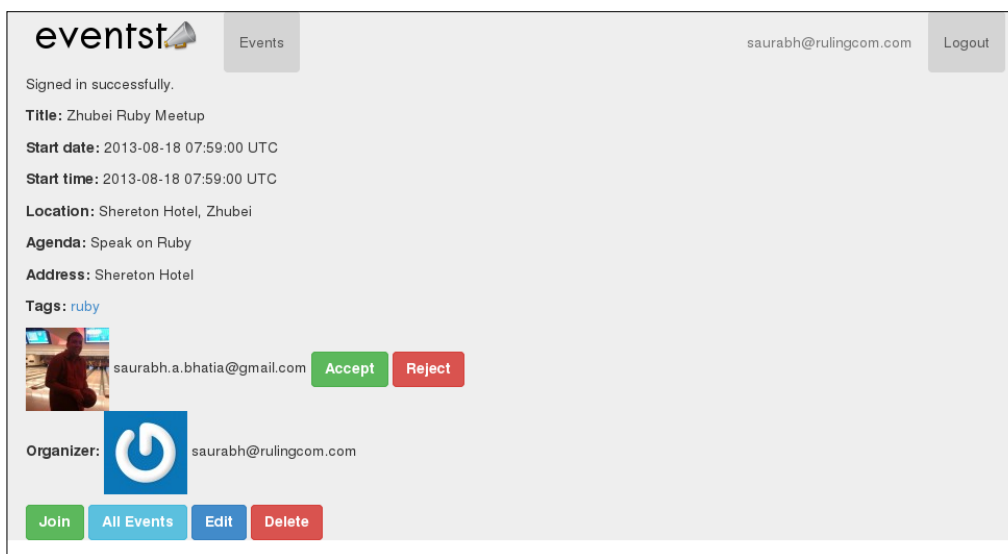 eventst
Events
saurabh@rulingcom.com
Logout
Signed in successfully.
Title: Zhubei Ruby Meetup
Start date: 2013-08-18 07:59:00 UTC
Start time: 2013-08-18 07:59:00 UTC
Location: Shereton Hotel, Zhubei
Agenda: Speak on Ruby
Address: Shereton Hotel
Tags: ruby
saurabh.a.bhatia@gmail.com Accept Reject
Organizer: saurabh@rulingcom.com
Join All Events Edit Delete